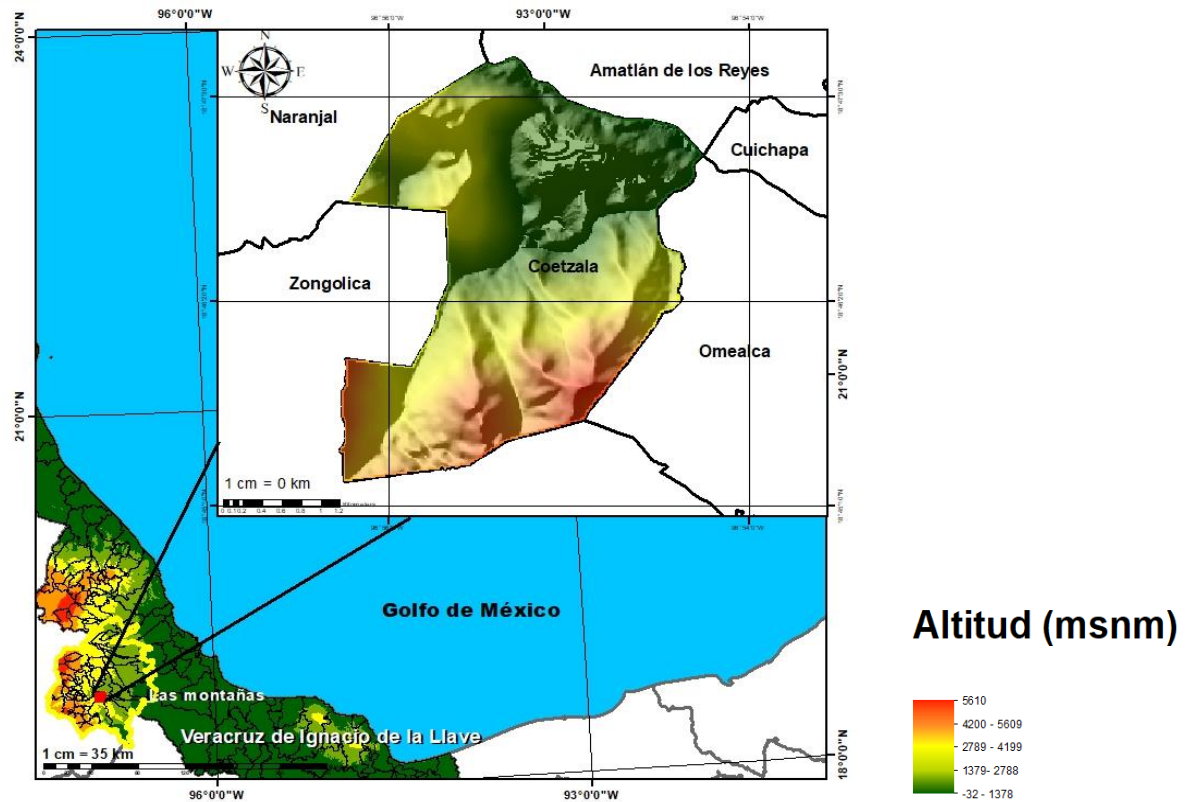 96°0'0"W
93°0'0"W
24°0'0"N
N
W
E
S
Amatlán de los Reyes
Naranjal
Cuichapa
Coetzala
Zongolica
Omealca
21°0'0"N
21°0'0"N
1 cm = 0 km
Golfo de México
Altitud (msnm)
Las montañas
5610
4200 - 5609
2789 - 4199
1379- 2788
-32 - 1378
Veracruz de Ignacio de la Llave
1 cm = 35 km
18°0'0"N
96°0'0"W
93°0'0"W